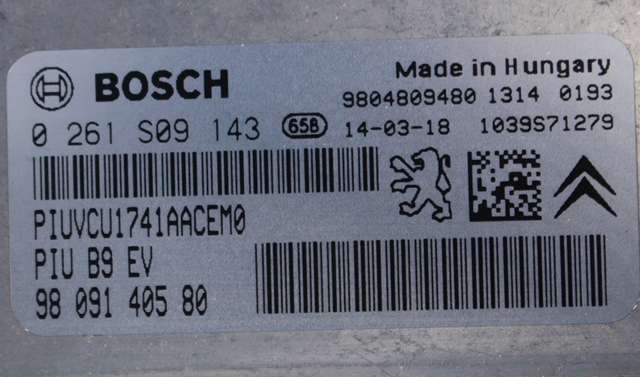 BOSCH
Made in Hungary
9804809480 1314 0193
0 261 S09 143 658 14-03-18 1039S71279
PIUVCU1741AACEM0
PIU B9 EV
98 091 405 80